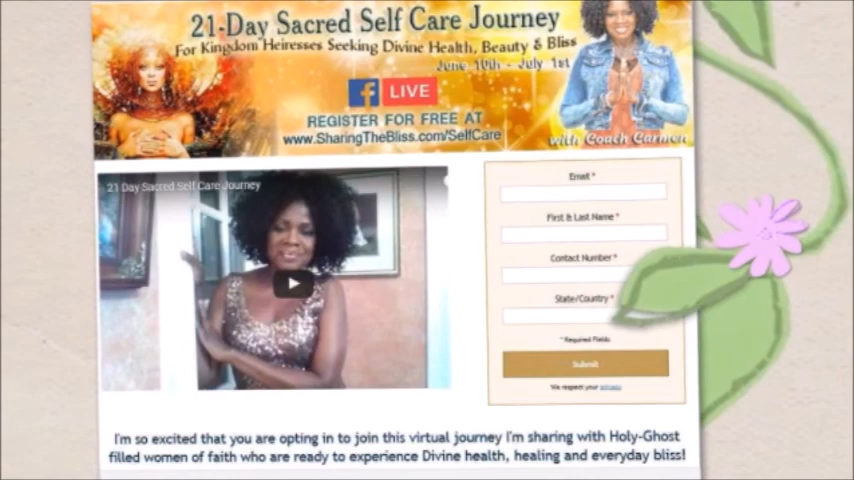 21-Day Sacred Self Care Journey
For Kingdom Heiresses Seeking Divine Health, Beauty & Bliss
June 10th - July 1st
f LIVE
REGISTER FOR FREE AT
www.SharingTheBliss.com/SelfCare
with Coach Carmen
21 Day Sacred Self Care Journey
Email *
First & Last Name *
Contact Number *
State/Country *
* Required Fields
Submit
We respect your privacy
I'm so excited that you are opting in to join this virtual journey I'm sharing with Holy-Ghost
filled women of faith who are ready to experience Divine health, healing and everyday bliss!